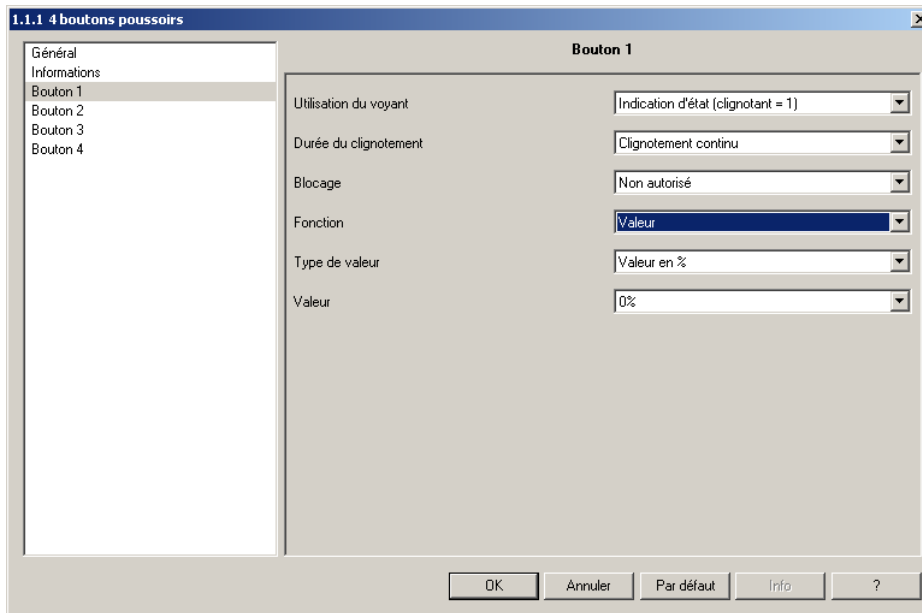 1.1.1 4 boutons poussoirs
Général
Informations
Bouton 1
Bouton 2
Bouton 3
Bouton 4
Bouton 1
Utilisation du voyant Indication d'état (clignotant = 1)
Durée du clignotement Clignotement continu
Blocage Non autorisé
Fonction Valeur
Type de valeur Valeur en %
Valeur 0%
OK Annuler Par défaut Info ?